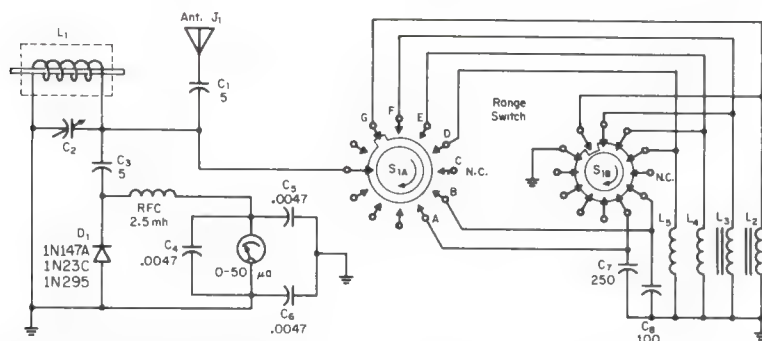 Ant. J1
L1
C1
5
C2
C3
5
RFC
2.5 mh
D1
1N147A
1N23C
1N295
C4
.0047
C5
.0047
0-50 μa
C6
.0047
G
F
E
D
C
N.C.
B
A
S1A
Range
Switch
S1B
N.C.
C7
250
C8
100
L5
L4
L3
L2